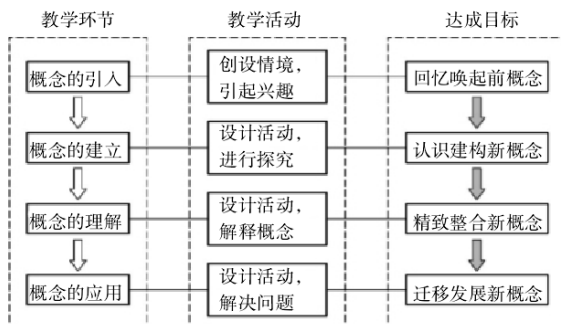 教学环节
教学活动
达成目标
概念的引入
创设情境，
引起兴趣
回忆唤起前概念
概念的建立
设计活动，
进行探究
认识建构新概念
概念的理解
设计活动，
解释概念
精致整合新概念
概念的应用
设计活动，
解决问题
迁移发展新概念